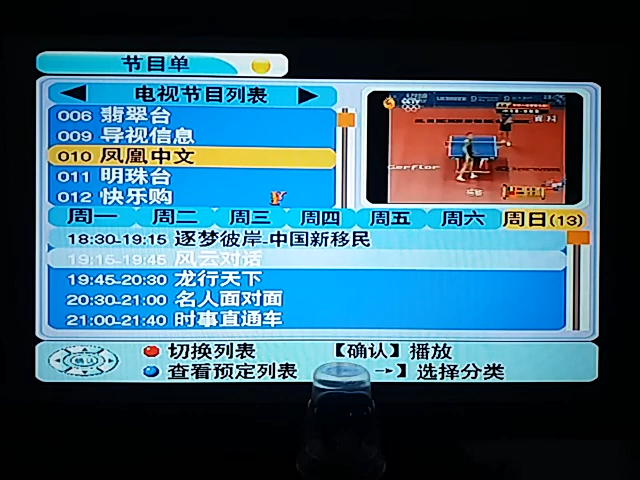 节目单
电视节目列表
006 翡翠台
009 导视信息
010 凤凰中文
011 明珠台
012 快乐购
周一 周二 周三 周四 周五 周六 周日(13)
18:30-19:15 逐梦彼岸-中国新移民
19:15-19:45 风云对话
19:45-20:30 龙行天下
20:30-21:00 名人面对面
21:00-21:40 时事直通车
切换列表 【确认】播放
确认 查看预定列表 】选择分类
Gerflor
资料